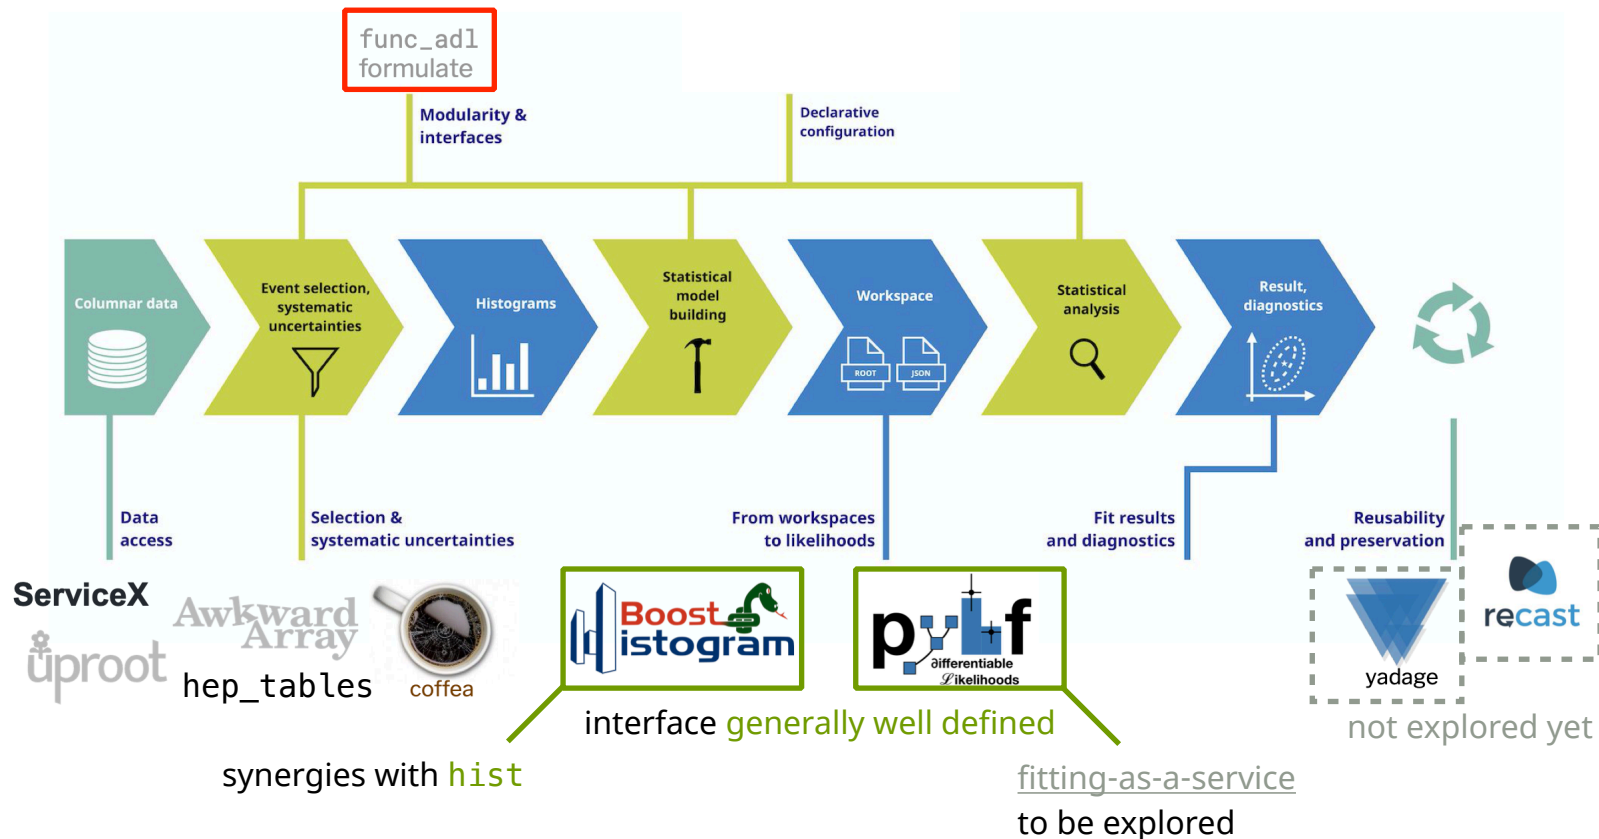 func_adl
formulate
Modularity &
interfaces
Declarative
configuration
Columnar data
Event selection,
systematic
uncertainties
Histograms
Statistical
model
building
Workspace
ROOT
JSON
Statistical
analysis
Result,
diagnostics
Data
access
Selection &
systematic uncertainties
From workspaces
to likelihoods
Fit results
and diagnostics
Reusability
and preservation
ServiceX
uproot
Awkward
Array
hep_tables
coffea
Boost
Histogram
pyhf
∂ifferentiable
ℒikelihoods
yadage
recast
interface generally well defined
not explored yet
synergies with hist
fitting-as-a-service
to be explored